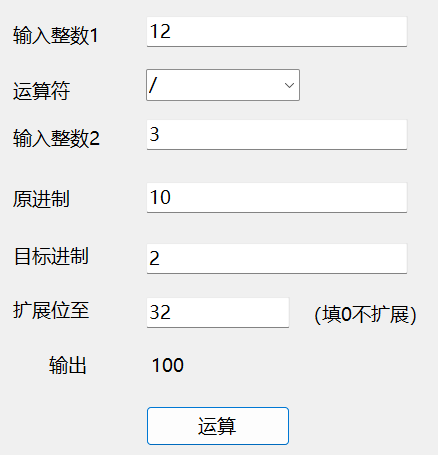 输入整数1 12
运算符 /
输入整数2 3
原进制 10
目标进制 2
扩展位至 32 （填0不扩展）
输出 100
运算